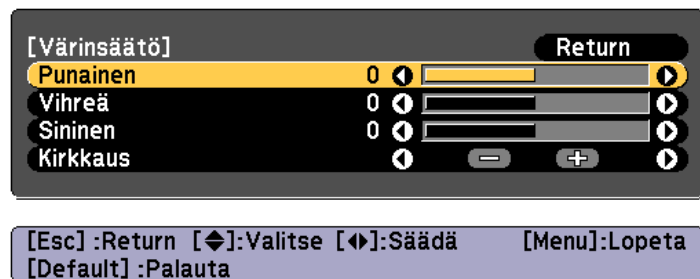 [Värinsäätö] Return
Punainen 0
Vihreä 0
Sininen 0
Kirkkaus − +
[Esc] :Return [◆]:Valitse [◆]:Säädä [Menu]:Lopeta
[Default] :Palauta